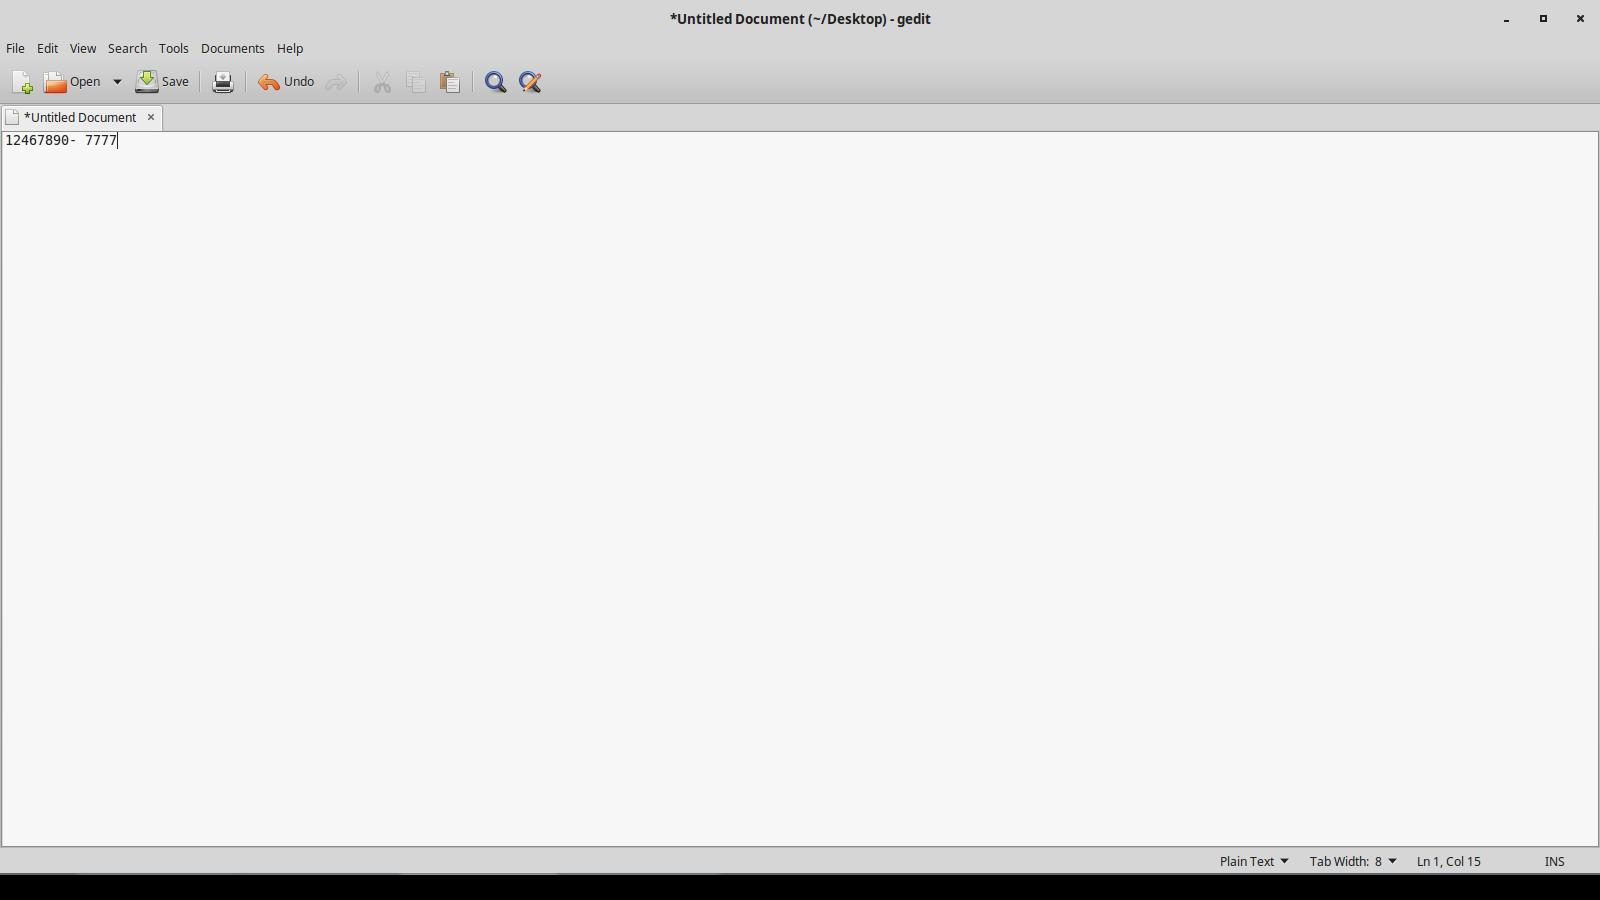 *Untitled Document (~/Desktop) - gedit
File Edit View Search Tools Documents Help
Open Save Undo
*Untitled Document
12467890- 7777
Plain Text Tab Width: 8 Ln 1, Col 15 INS